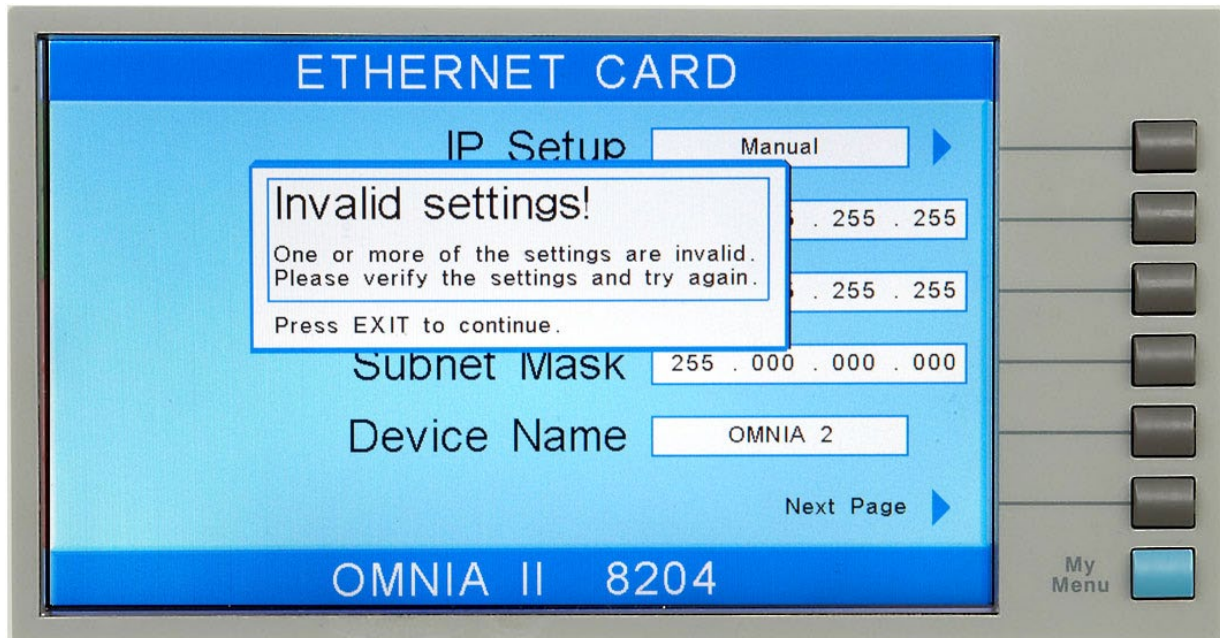 ETHERNET CARD
IP Setup Manual
Invalid settings!
One or more of the settings are invalid.
Please verify the settings and try again.
Press EXIT to continue.
. 255 . 255
. 255 . 255
Subnet Mask 255 . 000 . 000 . 000
Device Name OMNIA 2
Next Page
OMNIA II 8204
My
Menu